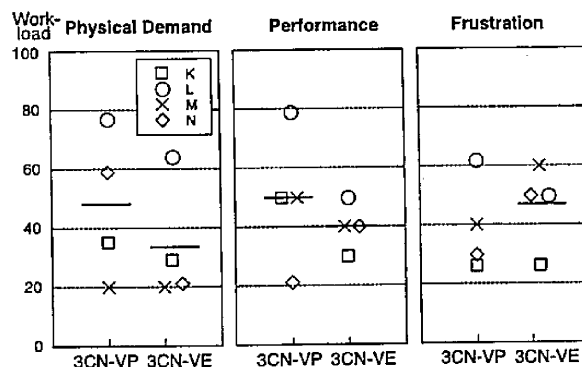 Work-
load
Physical Demand
Performance
Frustration
100
80
60
40
20
0
K
L
M
N
3CN-VP 3CN-VE
3CN-VP 3CN-VE
3CN-VP 3CN-VE